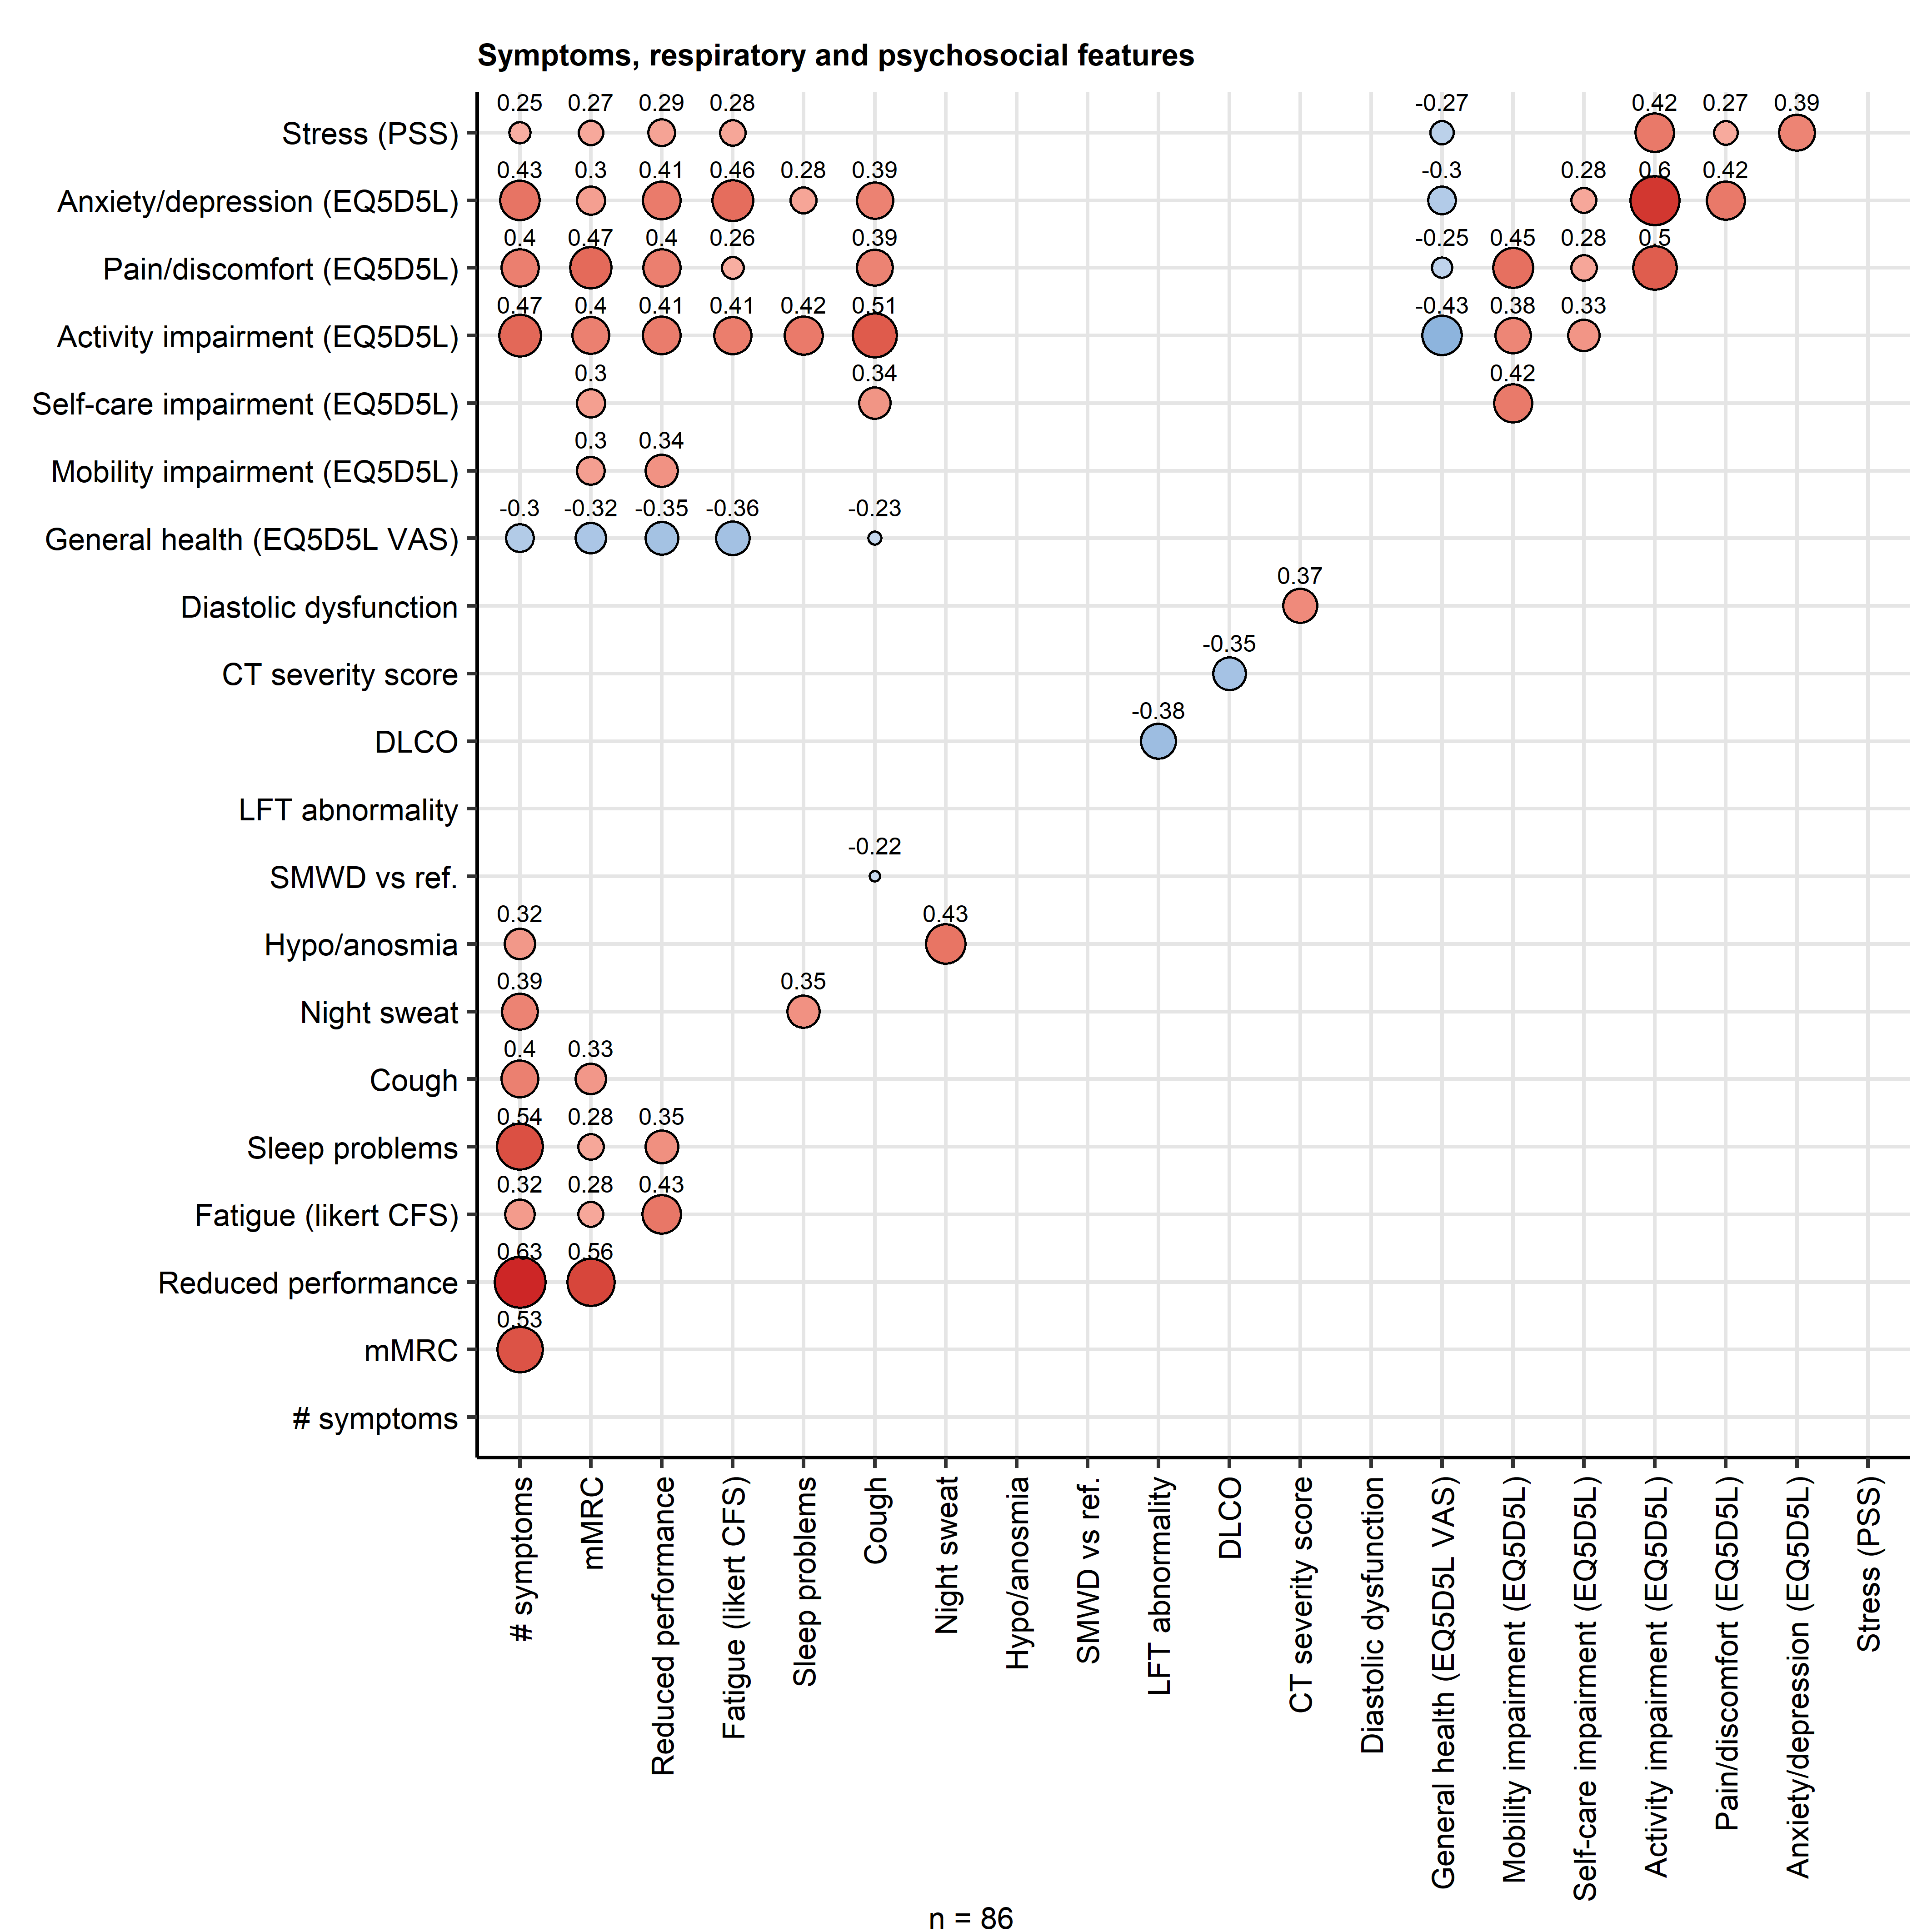 Symptoms, respiratory and psychosocial features
0.25 0.27 0.29 0.28 -0.27 0.42 0.27 0.39
Stress (PSS)
0.43 0.3 0.41 0.46 0.28 0.39 -0.3 0.28 0.6 0.42
Anxiety/depression (EQ5D5L)
0.4 0.47 0.4 0.26 0.39 -0.25 0.45 0.28 0.5
Pain/discomfort (EQ5D5L)
0.47 0.4 0.41 0.41 0.42 0.51 -0.43 0.38 0.33
Activity impairment (EQ5D5L)
0.3 0.34 0.42
Self-care impairment (EQ5D5L)
0.3 0.34
Mobility impairment (EQ5D5L)
-0.3 -0.32 -0.35 -0.36 -0.23
General health (EQ5D5L VAS)
0.37
Diastolic dysfunction
-0.35
CT severity score
-0.38
DLCO
LFT abnormality
-0.22
SMWD vs ref.
0.32 0.43
Hypo/anosmia
0.39 0.35
Night sweat
0.4 0.33
Cough
0.54 0.28 0.35
Sleep problems
0.32 0.28 0.43
Fatigue (likert CFS)
0.63 0.56
Reduced performance
0.53
mMRC
# symptoms
# symptoms
mMRC
Reduced performance
Fatigue (likert CFS)
Sleep problems
Cough
Night sweat
Hypo/anosmia
SMWD vs ref.
LFT abnormality
DLCO
CT severity score
Diastolic dysfunction
General health (EQ5D5L VAS)
Mobility impairment (EQ5D5L)
Self-care impairment (EQ5D5L)
Activity impairment (EQ5D5L)
Pain/discomfort (EQ5D5L)
Anxiety/depression (EQ5D5L)
Stress (PSS)
n = 86